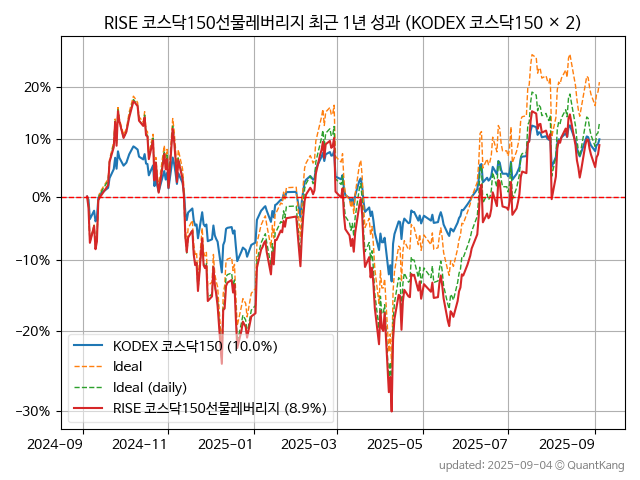 RISE 코스닥150선물레버리지 최근 1년 성과 (KODEX 코스닥150 × 2)
20%
10%
0%
−10%
−20%
−30%
KODEX 코스닥150 (10.0%)
Ideal
Ideal (daily)
RISE 코스닥150선물레버리지 (8.9%)
2024-09 2024-11 2025-01 2025-03 2025-05 2025-07 2025-09
updated: 2025-09-04 © QuantKang